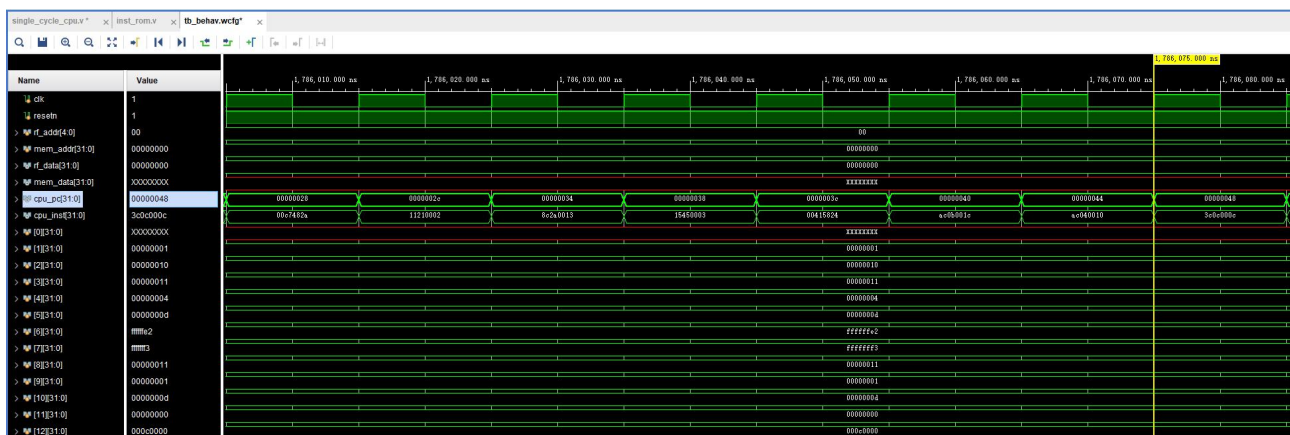 single_cycle_cpu.v* × inst_rom.v × tb_behav.wcfg* ×
1,786,075.000 ns
Name Value 1,786,010.000 ns 1,786,020.000 ns 1,786,030.000 ns 1,786,040.000 ns 1,786,050.000 ns 1,786,060.000 ns 1,786,070.000 ns 1,786,080.000 ns
clk 1
resetn 1
rf_addr[4:0] 00 00
mem_addr[31:0] 00000000 00000000
rf_data[31:0] 00000000 00000000
mem_data[31:0] XXXXXXXX XXXXXXXX
cpu_pc[31:0] 00000048 00000028 0000002c 00000034 00000038 0000003c 00000040 00000044 00000048
cpu_inst[31:0] 3c0c000c 00c7482a 11210002 8c2a0013 15450003 00415824 ac0b001c ac040010 3c0c000c
[0][31:0] XXXXXXXX XXXXXXXX
[1][31:0] 00000001 00000001
[2][31:0] 00000010 00000010
[3][31:0] 00000011 00000011
[4][31:0] 00000004 00000004
[5][31:0] 0000000d 0000000d
[6][31:0] ffffffe2 ffffffe2
[7][31:0] fffffff3 fffffff3
[8][31:0] 00000011 00000011
[9][31:0] 00000001 00000001
[10][31:0] 0000000d 0000000d
[11][31:0] 00000000 00000000
[12][31:0] 000c0000 000c0000